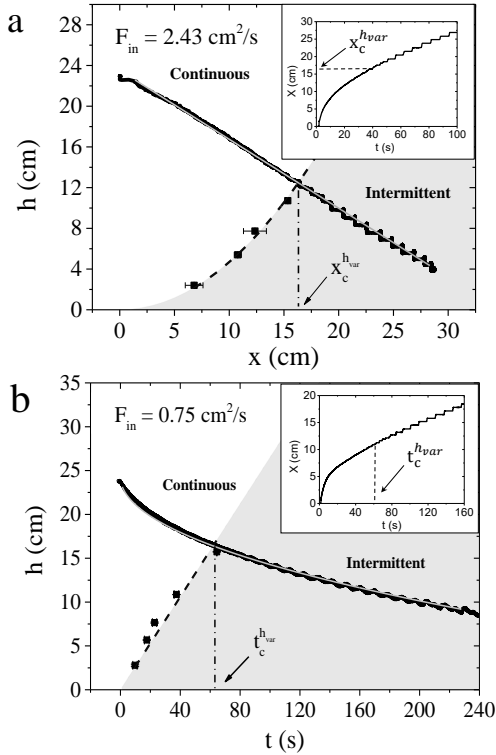 a
F_in = 2.43 cm²/s
Continuous
Intermittent
x_c^{h_var}
h (cm)
28
24
20
16
12
8
4
0
0 5 10 15 20 25 30
x (cm)
x_c^{h_var}
X (cm)
30
25
20
15
10
5
0
0 20 40 60 80 100
t (s)
b
F_in = 0.75 cm²/s
Continuous
Intermittent
t_c^{h_var}
h (cm)
35
30
25
20
15
10
5
0
0 40 80 120 160 200 240
t (s)
t_c^{h_var}
X (cm)
20
15
10
5
0
0 40 80 120 160
t (s)